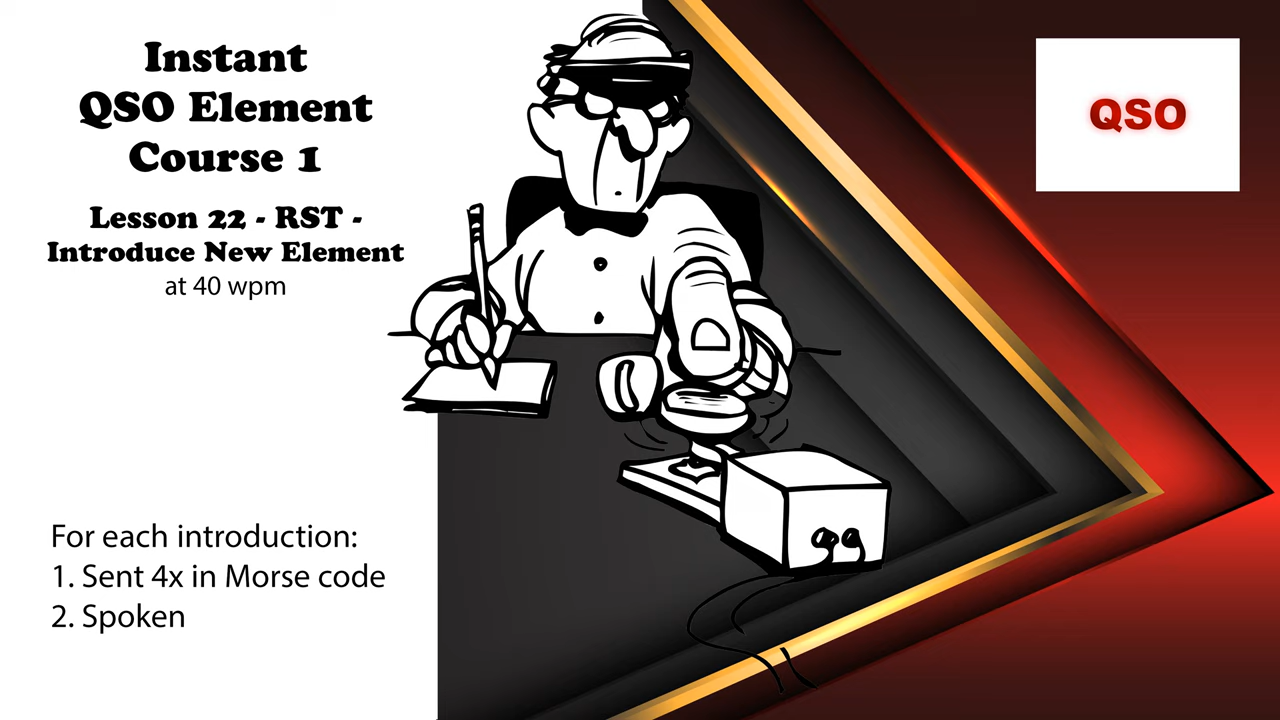 Instant
QSO Element
Course 1
Lesson 22 - RST -
Introduce New Element
at 40 wpm
QSO
For each introduction:
1. Sent 4x in Morse code
2. Spoken